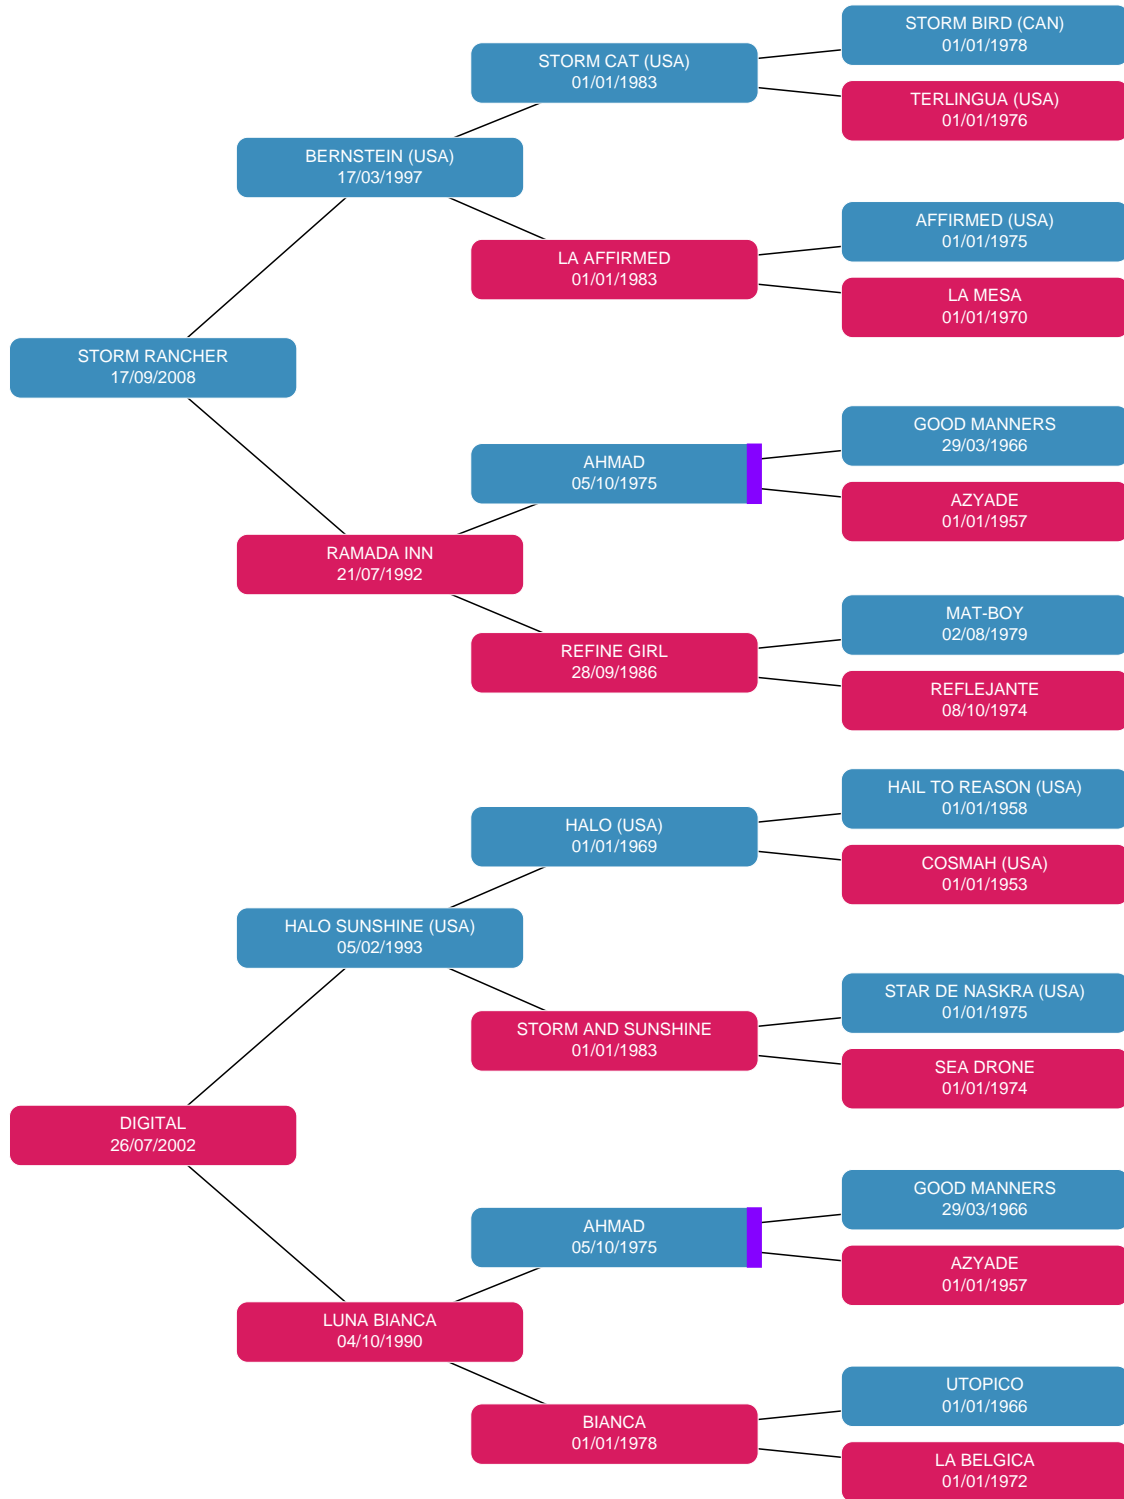 STORM BIRD (CAN)
01/01/1978
STORM CAT (USA)
01/01/1983
TERLINGUA (USA)
01/01/1976
BERNSTEIN (USA)
17/03/1997
AFFIRMED (USA)
01/01/1975
LA AFFIRMED
01/01/1983
LA MESA
01/01/1970
STORM RANCHER
17/09/2008
GOOD MANNERS
29/03/1966
AHMAD
05/10/1975
AZYADE
01/01/1957
RAMADA INN
21/07/1992
MAT-BOY
02/08/1979
REFINE GIRL
28/09/1986
REFLEJANTE
08/10/1974
HAIL TO REASON (USA)
01/01/1958
HALO (USA)
01/01/1969
COSMAH (USA)
01/01/1953
HALO SUNSHINE (USA)
05/02/1993
STAR DE NASKRA (USA)
01/01/1975
STORM AND SUNSHINE
01/01/1983
SEA DRONE
01/01/1974
DIGITAL
26/07/2002
GOOD MANNERS
29/03/1966
AHMAD
05/10/1975
AZYADE
01/01/1957
LUNA BIANCA
04/10/1990
UTOPICO
01/01/1966
BIANCA
01/01/1978
LA BELGICA
01/01/1972